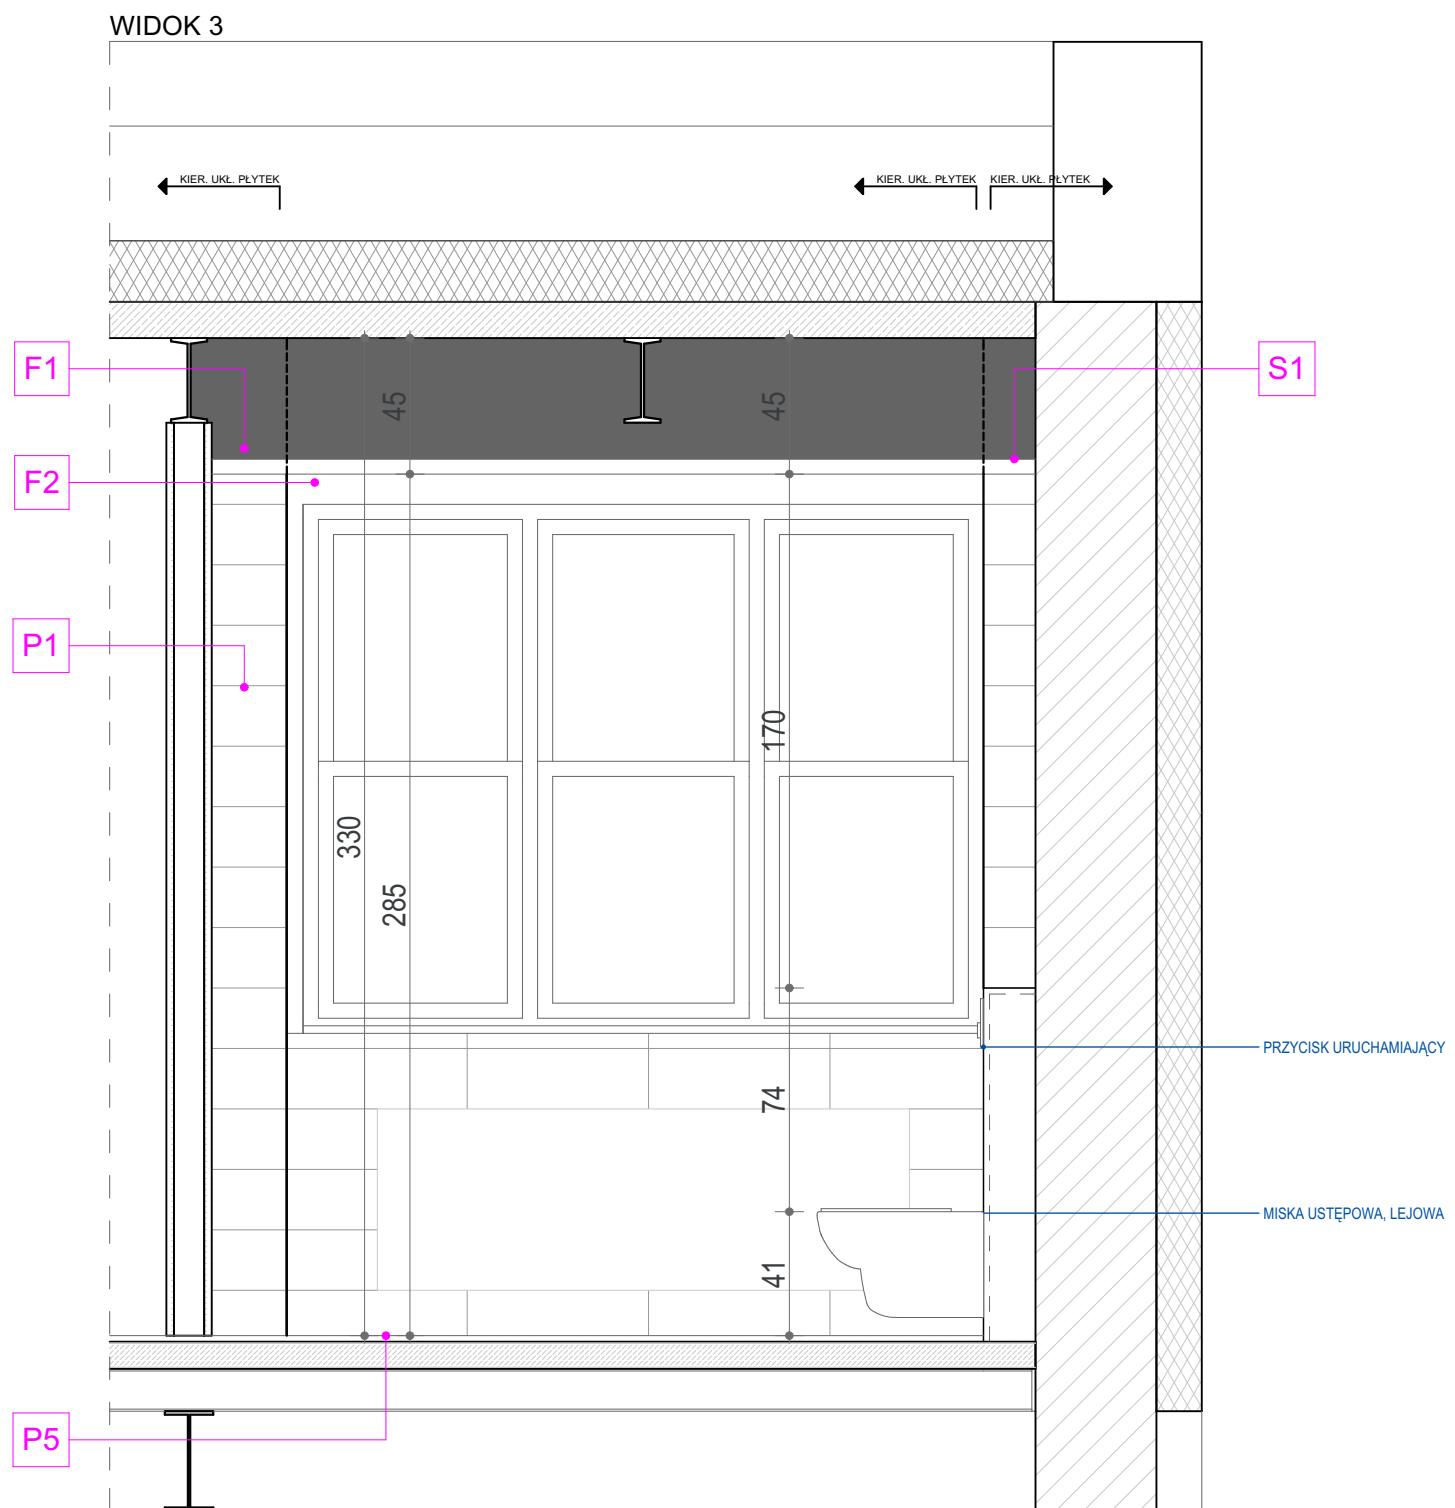 WIDOK 3
KIER. UKŁ. PŁYTEK
KIER. UKŁ. PŁYTEK
KIER. UKŁ. PŁYTEK
F1
S1
45
45
F2
P1
170
330
285
PRZYCISK URUCHAMIAJĄCY
74
MISKA USTĘPOWA, LEJOWA
41
P5